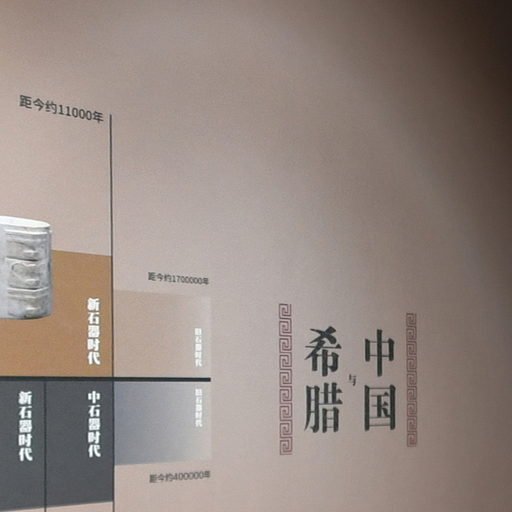 距今约11000年
距今约1700000年
新石器时代
旧石器时代
中国
与
希腊
新石器时代
中石器时代
旧石器时代
距今约400000年